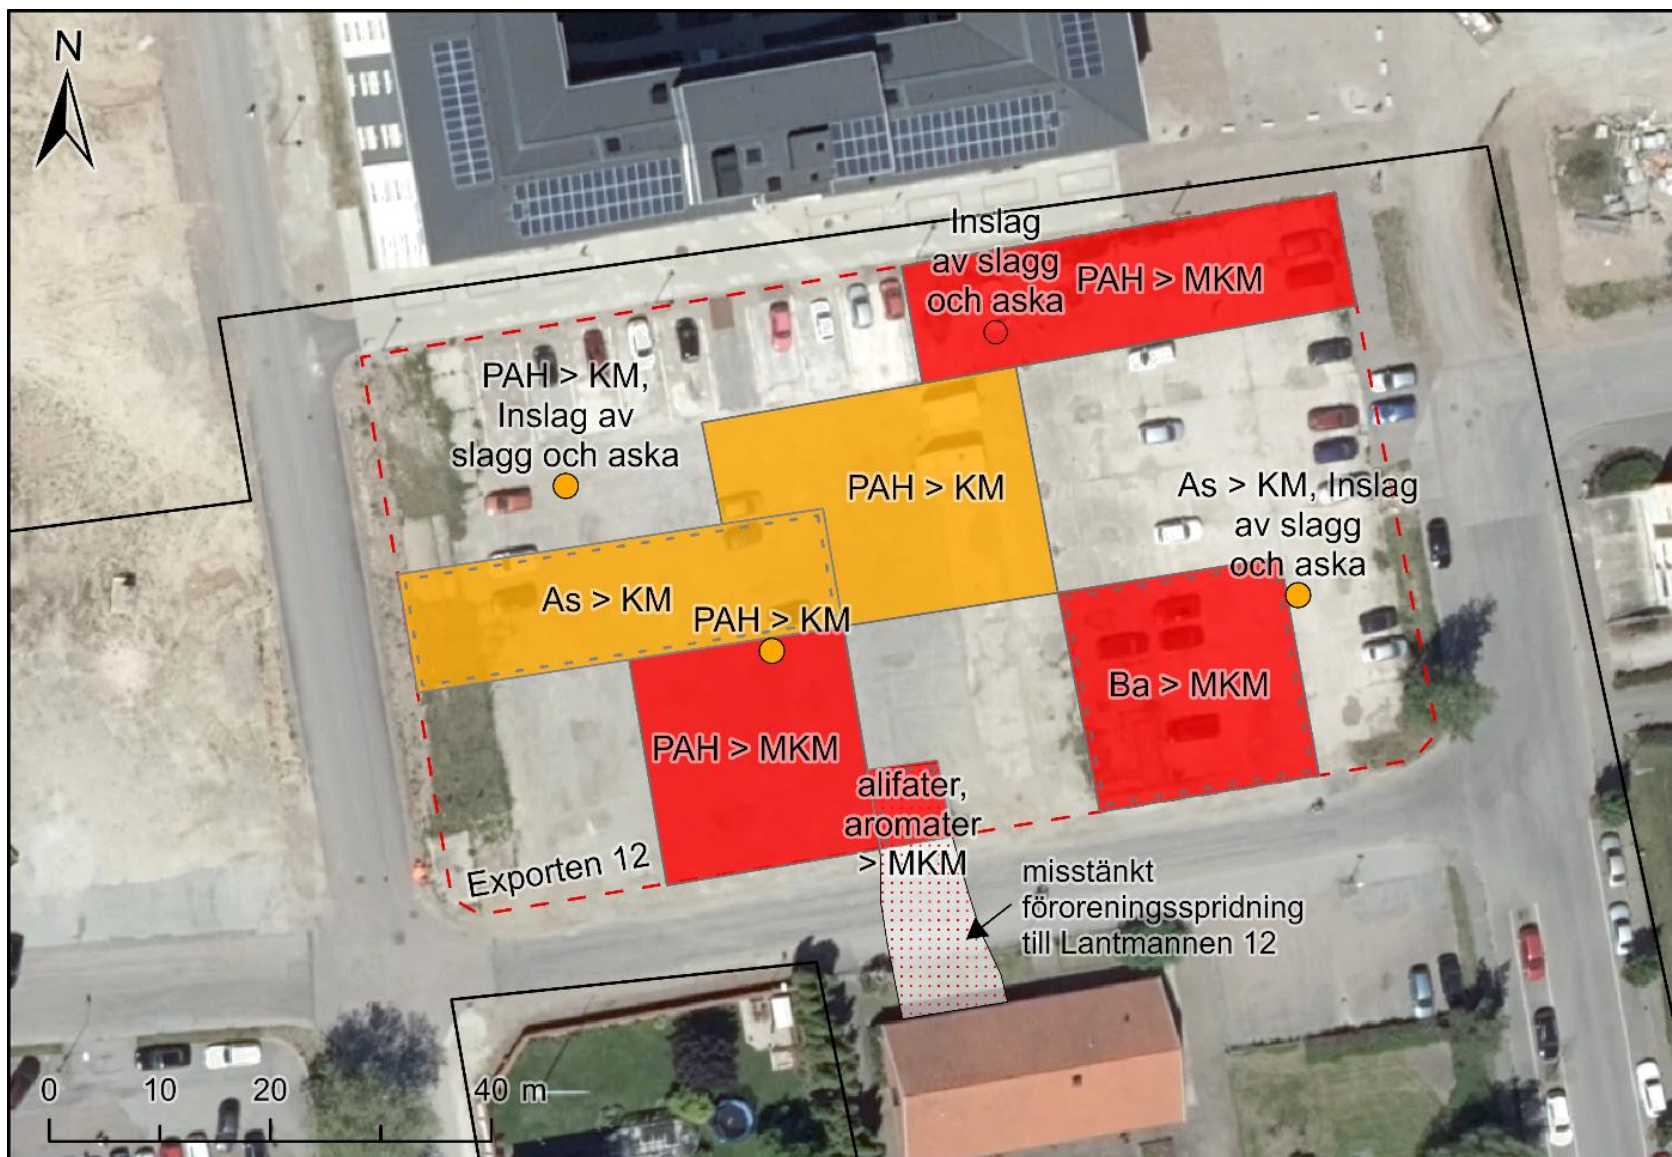 N
Inslag
av slagg
och aska
PAH > MKM
PAH > KM,
Inslag av
slagg och aska
PAH > KM
As > KM, Inslag
av slagg
och aska
As > KM
PAH > KM
Ba > MKM
PAH > MKM
alifater,
aromater
> MKM
Exporten 12
misstänkt
föroreningsspridning
till Lantmannen 12
0 10 20 40 m